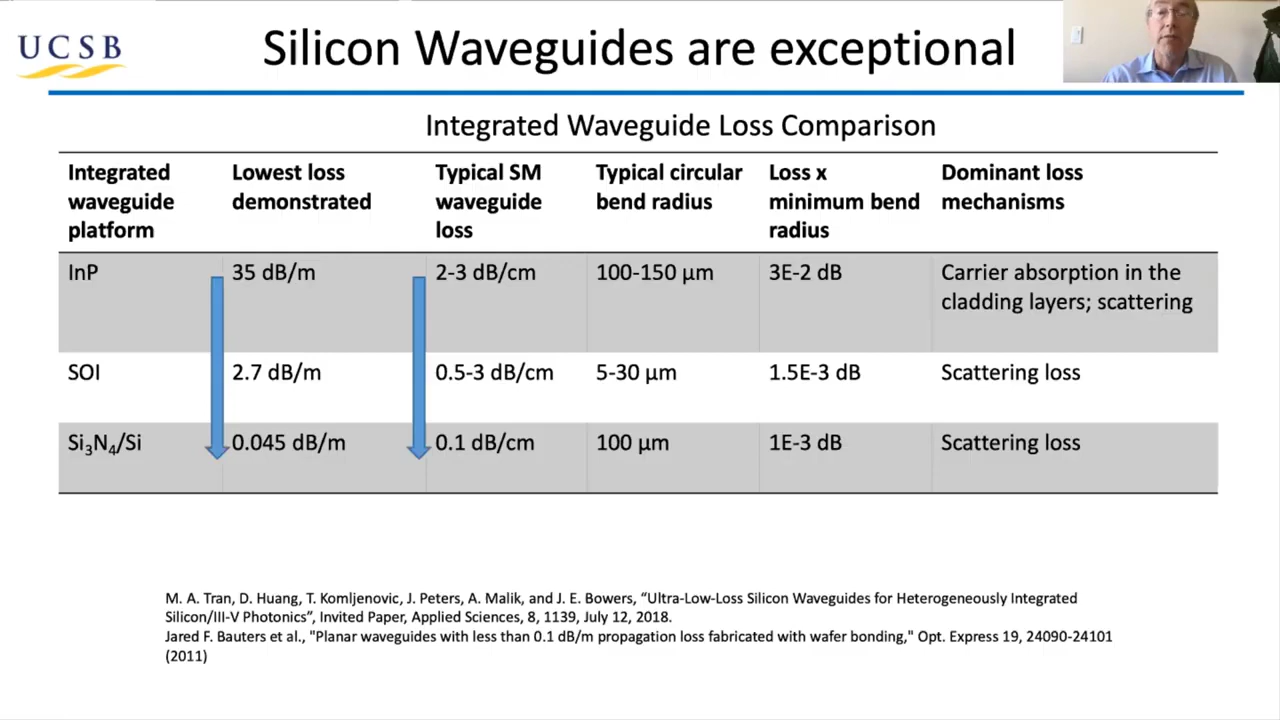 UCSB
Silicon Waveguides are exceptional
Integrated Waveguide Loss Comparison
Integrated waveguide platform
Lowest loss demonstrated
Typical SM waveguide loss
Typical circular bend radius
Loss x minimum bend radius
Dominant loss mechanisms
InP
35 dB/m
2-3 dB/cm
100-150 µm
3E-2 dB
Carrier absorption in the cladding layers; scattering
SOI
2.7 dB/m
0.5-3 dB/cm
5-30 µm
1.5E-3 dB
Scattering loss
Si₃N₄/Si
0.045 dB/m
0.1 dB/cm
100 µm
1E-3 dB
Scattering loss
M. A. Tran, D. Huang, T. Komljenovic, J. Peters, A. Malik, and J. E. Bowers, “Ultra-Low-Loss Silicon Waveguides for Heterogeneously Integrated
Silicon/III-V Photonics”, Invited Paper, Applied Sciences, 8, 1139, July 12, 2018.
Jared F. Bauters et al., "Planar waveguides with less than 0.1 dB/m propagation loss fabricated with wafer bonding," Opt. Express 19, 24090-24101
(2011)